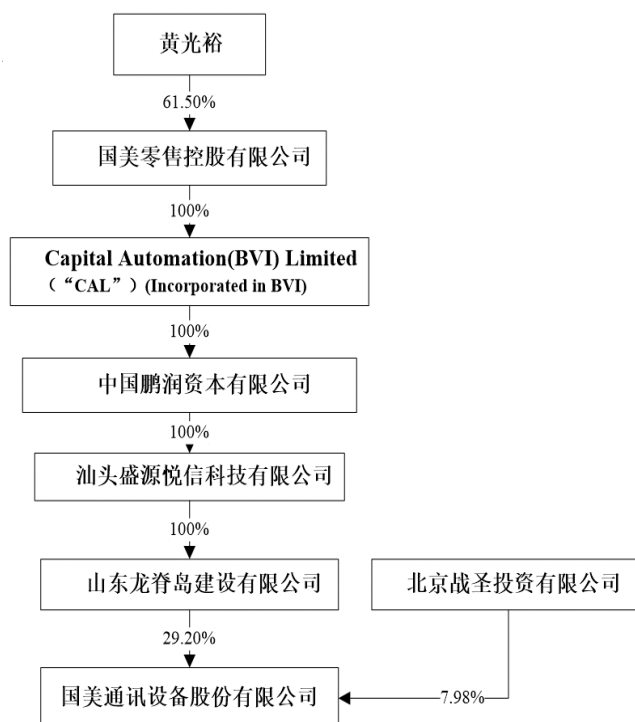 黄光裕
61.50%
国美零售控股有限公司
100%
Capital Automation(BVI) Limited
（“CAL”）(Incorporated in BVI)
100%
中国鹏润资本有限公司
100%
汕头盛源悦信科技有限公司
100%
山东龙脊岛建设有限公司
北京战圣投资有限公司
29.20%
国美通讯设备股份有限公司
7.98%